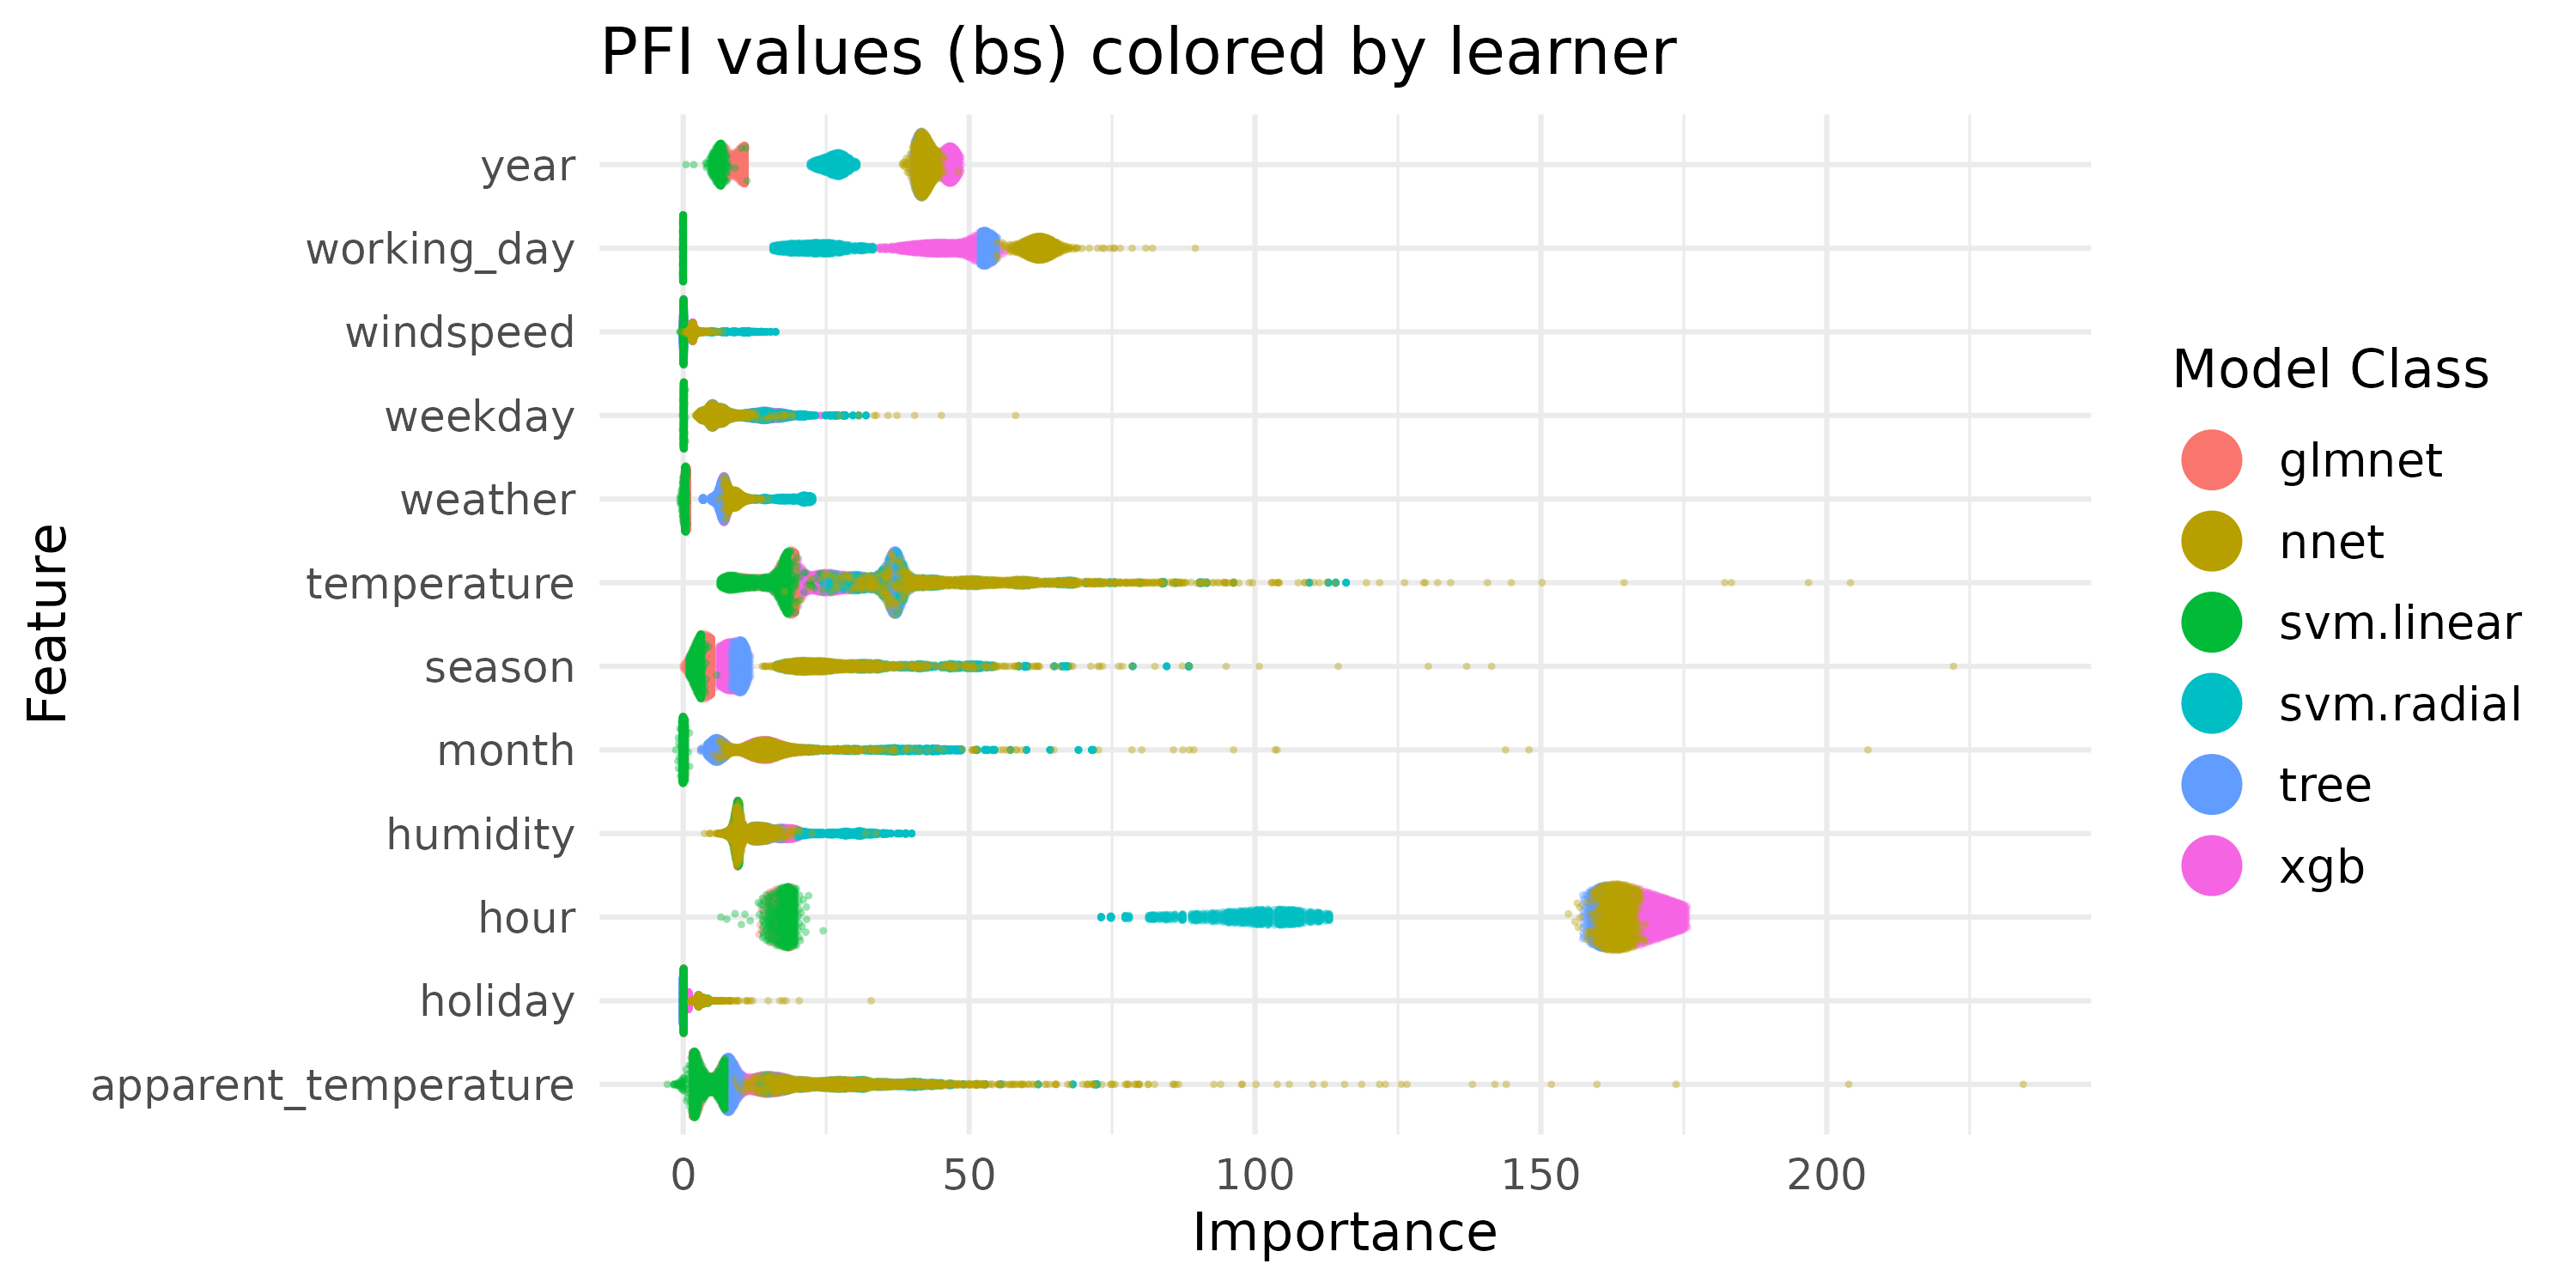 PFI values (bs) colored by learner
Feature
year
working_day
windspeed
weekday
weather
temperature
season
month
humidity
hour
holiday
apparent_temperature
0 50 100 150 200
Importance
Model Class
glmnet
nnet
svm.linear
svm.radial
tree
xgb